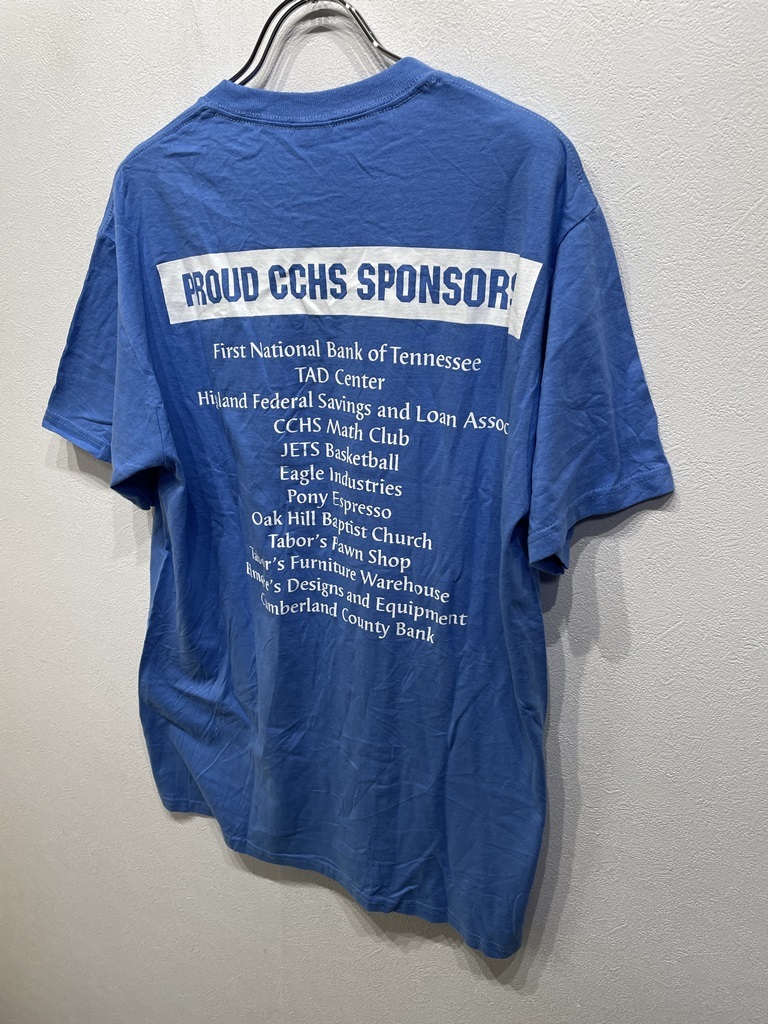 PROUD CCHS SPONSORS
First National Bank of Tennessee
TAD Center
Highland Federal Savings and Loan Assoc
CCHS Math Club
JETS Basketball
Eagle Industries
Pony Espresso
Oak Hill Baptist Church
Tabor's Pawn Shop
Tabor's Furniture Warehouse
Designs and Equipment
Cumberland County Bank